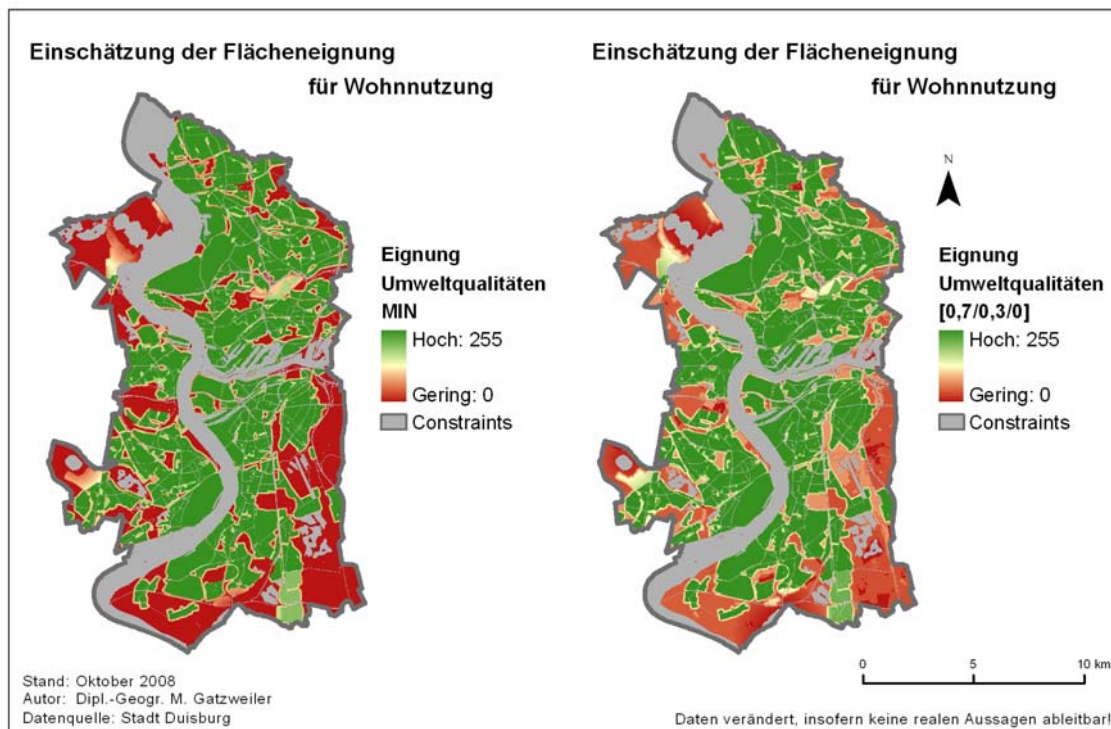 Einschätzung der Flächeneignung
für Wohnnutzung
Eignung
Umweltqualitäten
MIN
Hoch: 255
Gering: 0
Constraints
Einschätzung der Flächeneignung
für Wohnnutzung
N
Eignung
Umweltqualitäten
[0,7/0,3/0]
Hoch: 255
Gering: 0
Constraints
Stand: Oktober 2008
Autor: Dipl.-Geogr. M. Gatzweiler
Datenquelle: Stadt Duisburg
0 5 10 km
Daten verändert, insofern keine realen Aussagen ableitbar!